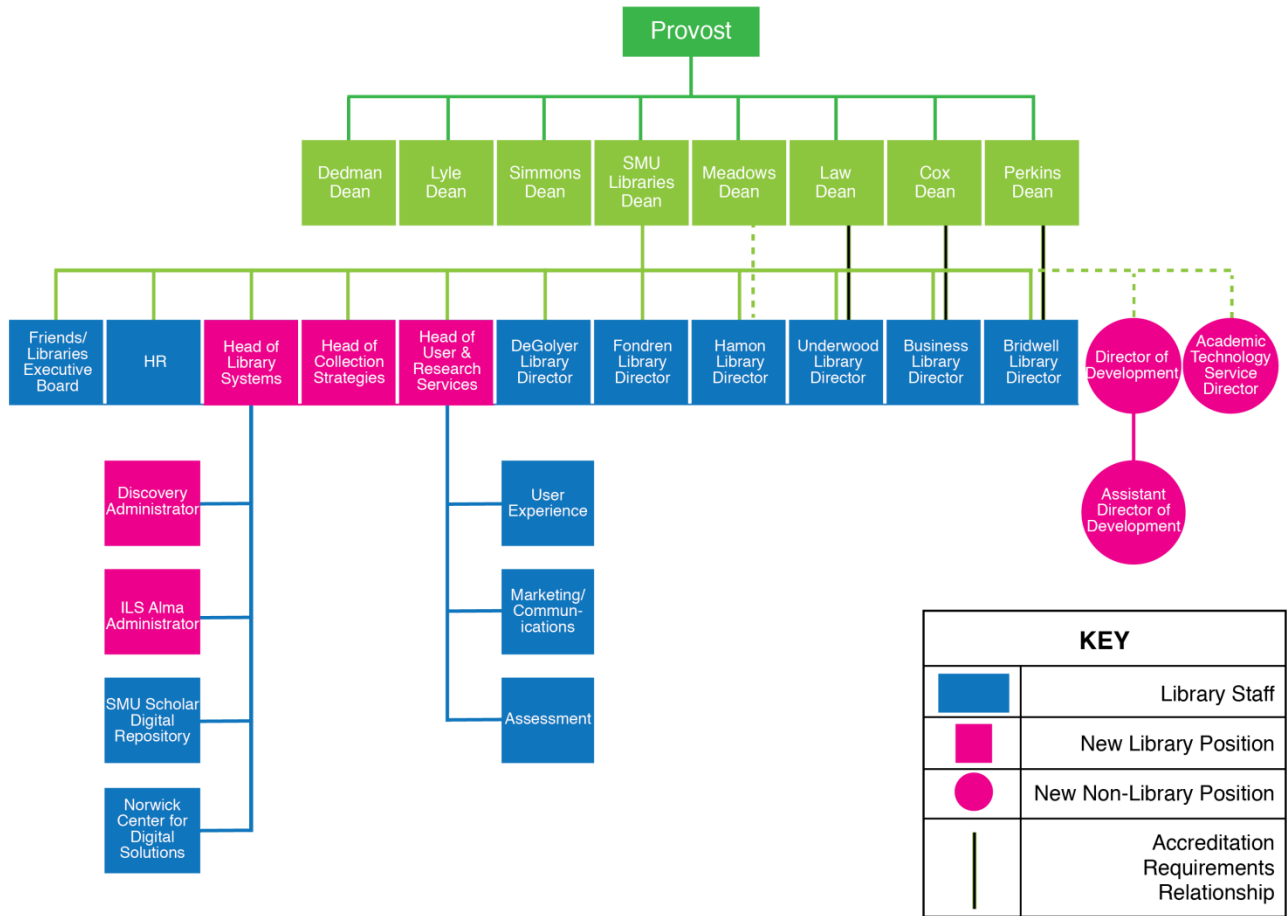 Provost
Dedman
Dean
Lyle
Dean
Simmons
Dean
SMU
Libraries
Dean
Meadows
Dean
Law
Dean
Cox
Dean
Perkins
Dean
Friends/
Libraries
Executive
Board
HR
Head of
Library
Systems
Head of
Collection
Strategies
Head of
User &
Research
Services
DeGolyer
Library
Director
Fondren
Library
Director
Hamon
Library
Director
Underwood
Library
Director
Business
Library
Director
Bridwell
Library
Director
Director of
Development
Academic
Technology
Service
Director
Discovery
Administrator
User
Experience
Assistant
Director of
Development
ILS Alma
Administrator
Marketing/
Commun-
ications
SMU Scholar
Digital
Repository
Assessment
Norwick
Center for
Digital
Solutions
KEY
Library Staff
New Library Position
New Non-Library Position
Accreditation
Requirements
Relationship